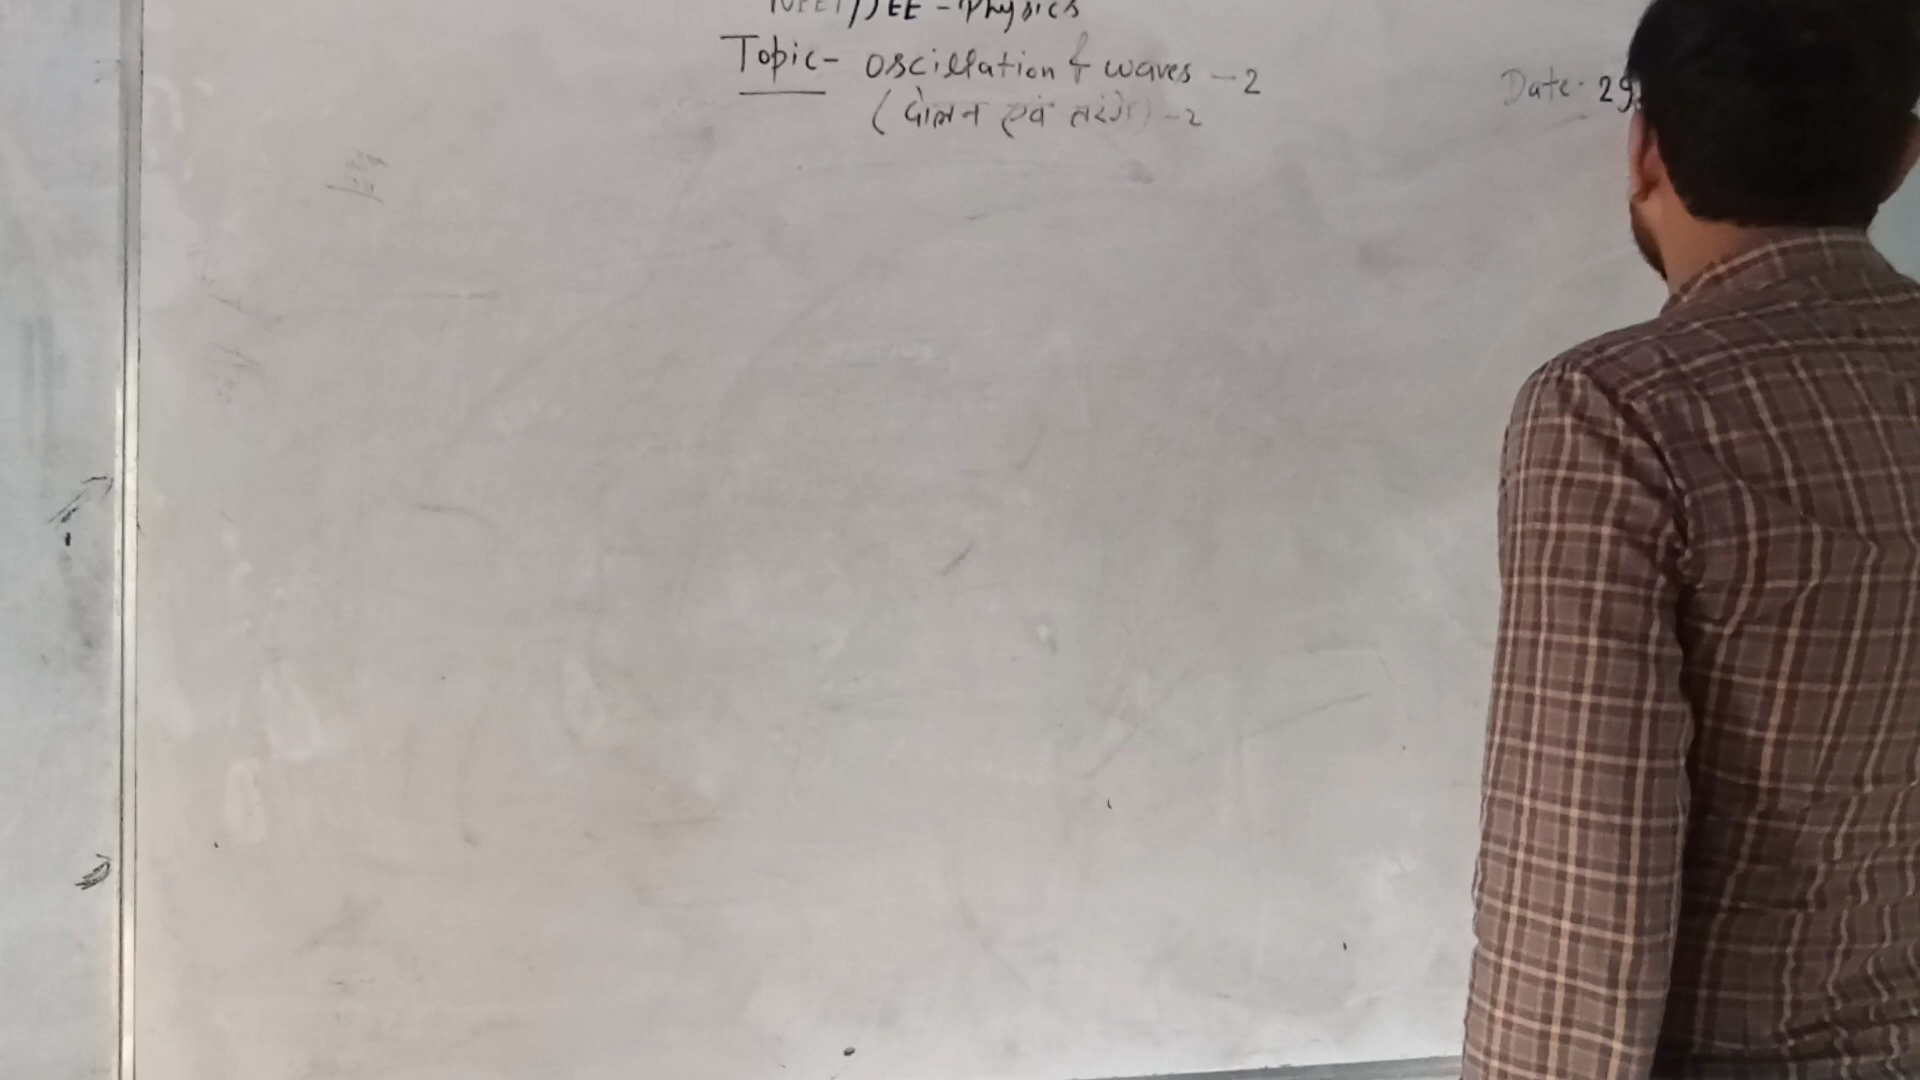 NEET/JEE - Physics
Topic - Oscillation & waves - 2
(दोलन एवं तरंगे) - 2
Date: 29